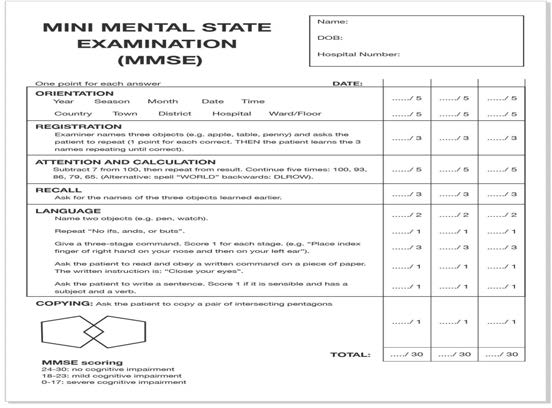 MINI MENTAL STATE
EXAMINATION
(MMSE)
Name:
DOB:
Hospital Number:
One point for each answer DATE:
ORIENTATION
Year Season Month Date Time ....../ 5 ....../ 5 ....../ 5
Country Town District Hospital Ward/Floor ....../ 5 ....../ 5 ....../ 5
REGISTRATION
Examiner names three objects (e.g. apple, table, penny) and asks the
patient to repeat (1 point for each correct. THEN the patient learns the 3 ....../ 3 ....../ 3 ....../ 3
names repeating until correct).
ATTENTION AND CALCULATION
Subtract 7 from 100, then repeat from result. Continue five times: 100, 93, ....../ 5 ....../ 5 ....../ 5
86, 79, 65. (Alternative: spell “WORLD” backwards: DLROW).
RECALL
Ask for the names of the three objects learned earlier. ....../ 3 ....../ 3 ....../ 3
LANGUAGE
Name two objects (e.g. pen, watch). ....../ 2 ....../ 2 ....../ 2
Repeat “No ifs, ands, or buts”. ....../ 1 ....../ 1 ....../ 1
Give a three-stage command. Score 1 for each stage. (e.g. “Place index ....../ 3 ....../ 3 ....../ 3
finger of right hand on your nose and then on your left ear”).
Ask the patient to read and obey a written command on a piece of paper. ....../ 1 ....../ 1 ....../ 1
The written instruction is: “Close your eyes”.
Ask the patient to write a sentence. Score 1 if it is sensible and has a ....../ 1 ....../ 1 ....../ 1
subject and a verb.
COPYING: Ask the patient to copy a pair of intersecting pentagons
....../ 1 ....../ 1 ....../ 1
TOTAL: ...../ 30 ...../ 30 ...../ 30
MMSE scoring
24-30: no cognitive impairment
18-23: mild cognitive impairment
0-17: severe cognitive impairment